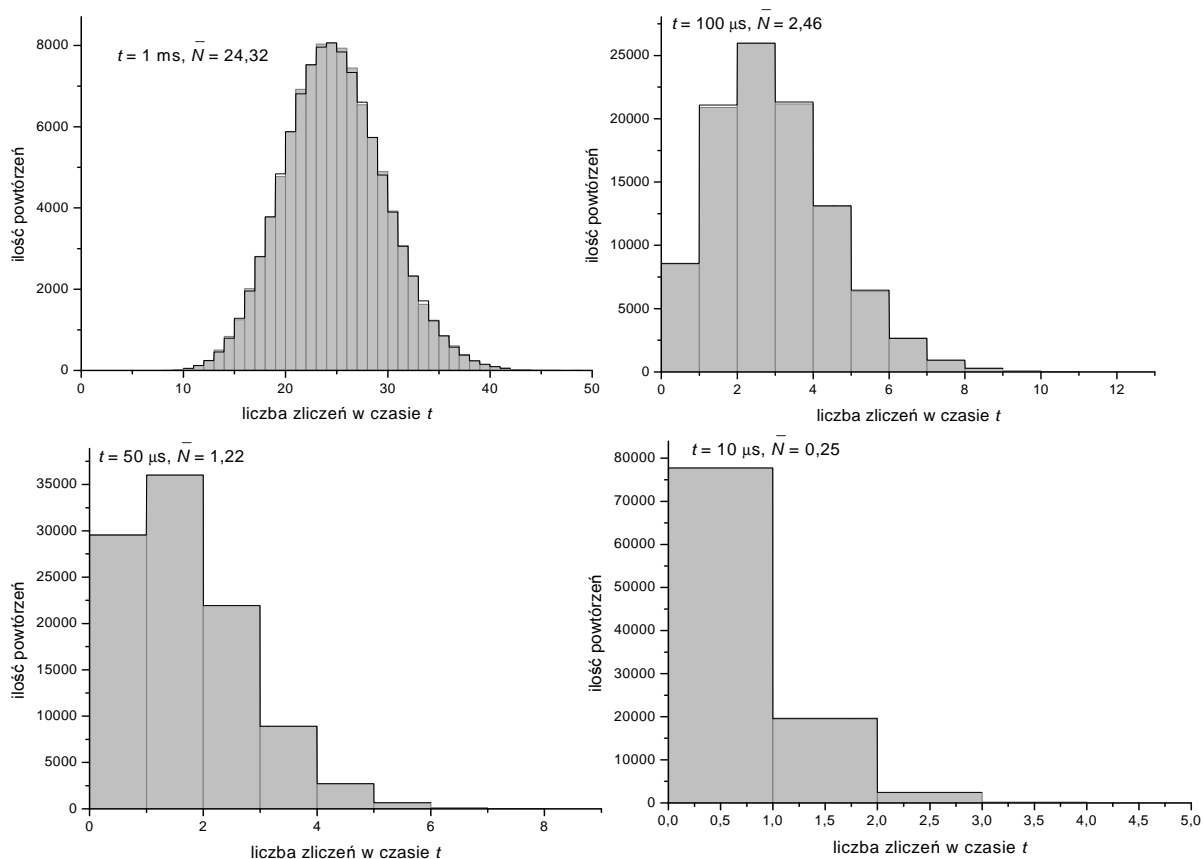 t = 1 ms, N̅ = 24,32
8000
6000
4000
2000
0
ilość powtórzeń
0 10 20 30 40 50
liczba zliczeń w czasie t
t = 100 μs, N̅ = 2,46
25000
20000
15000
10000
5000
0
ilość powtórzeń
0 2 4 6 8 10 12
liczba zliczeń w czasie t
t = 50 μs, N̅ = 1,22
35000
30000
25000
20000
15000
10000
5000
0
ilość powtórzeń
0 2 4 6 8
liczba zliczeń w czasie t
t = 10 μs, N̅ = 0,25
80000
70000
60000
50000
40000
30000
20000
10000
0
ilość powtórzeń
0,0 0,5 1,0 1,5 2,0 2,5 3,0 3,5 4,0 4,5 5,0
liczba zliczeń w czasie t